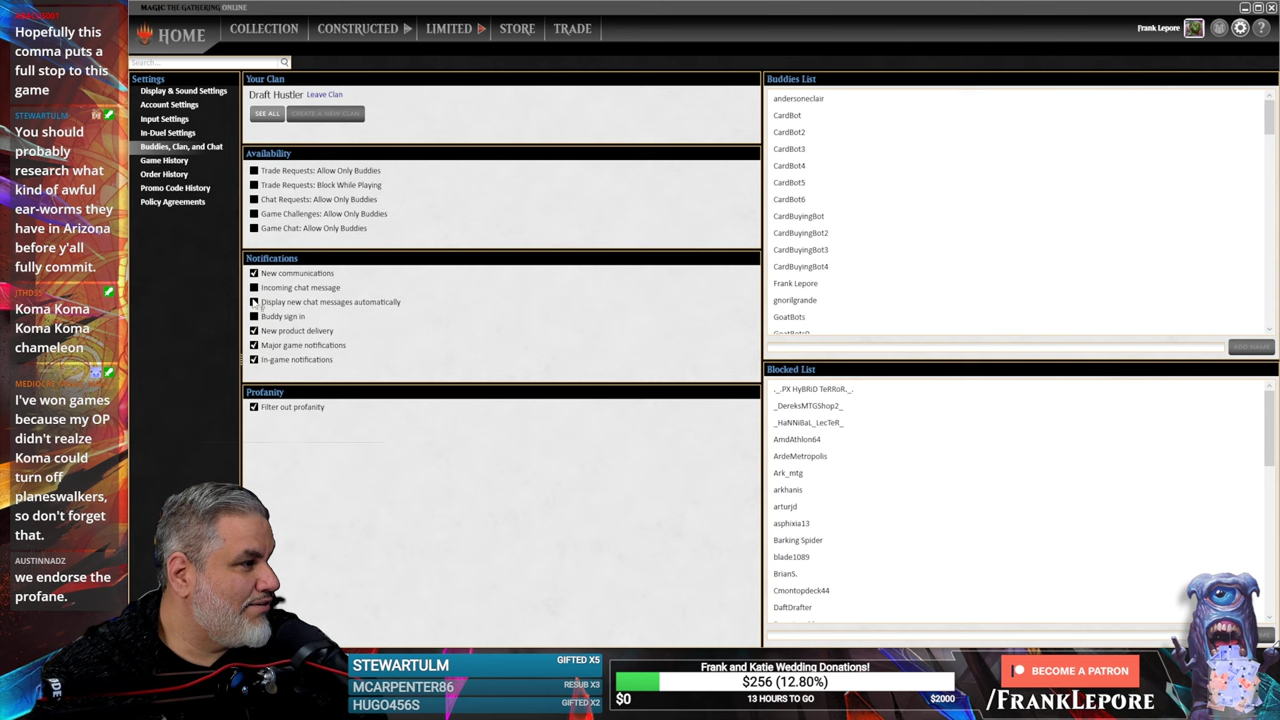 MAGIC THE GATHERING ONLINE
HOME
COLLECTION
CONSTRUCTED
LIMITED
STORE
TRADE
Frank Lepore
Search...
Hopefully this
comma puts a
full stop to this
game
STEWARTULM
You should
probably
research what
kind of awful
ear-worms they
have in Arizona
before y'all
fully commit.
JTHD35
Koma Koma
Koma Koma
chameleon
I've won games
because my OP
didn't realze
Koma could
turn off
planeswalkers,
so don't forget
that.
AUSTINNADZ
we endorse the
profane.
Settings
Display & Sound Settings
Account Settings
Input Settings
In-Duel Settings
Buddies, Clan, and Chat
Game History
Order History
Promo Code History
Policy Agreements
Your Clan
Draft Hustler Leave Clan
SEE ALL
CREATE A NEW CLAN
Availability
Trade Requests: Allow Only Buddies
Trade Requests: Block While Playing
Chat Requests: Allow Only Buddies
Game Challenges: Allow Only Buddies
Game Chat: Allow Only Buddies
Notifications
New communications
Incoming chat message
Display new chat messages automatically
Buddy sign in
New product delivery
Major game notifications
In-game notifications
Profanity
Filter out profanity
Buddies List
andersoneclair
CardBot
CardBot2
CardBot3
CardBot4
CardBot5
CardBot6
CardBuyingBot
CardBuyingBot2
CardBuyingBot3
CardBuyingBot4
Frank Lepore
gnorilgrande
GoatBots
ADD NAME
Blocked List
._.PX HyBRiD TeRRoR._.
_DereksMTGShop2_
_HaNNiBaL_LecTeR_
AmdAthlon64
ArdeMetropolis
Ark_mtg
arkhanis
arturjd
asphixia13
Barking Spider
blade1089
BrianS.
Cmontopdeck44
DaftDrafter
STEWARTULM GIFTED X5
MCARPENTER86 RESUB X3
HUGO456S GIFTED X2
Frank and Katie Wedding Donations!
$256 (12.80%)
$0 13 HOURS TO GO $2000
BECOME A PATRON
/FRANKLEPORE